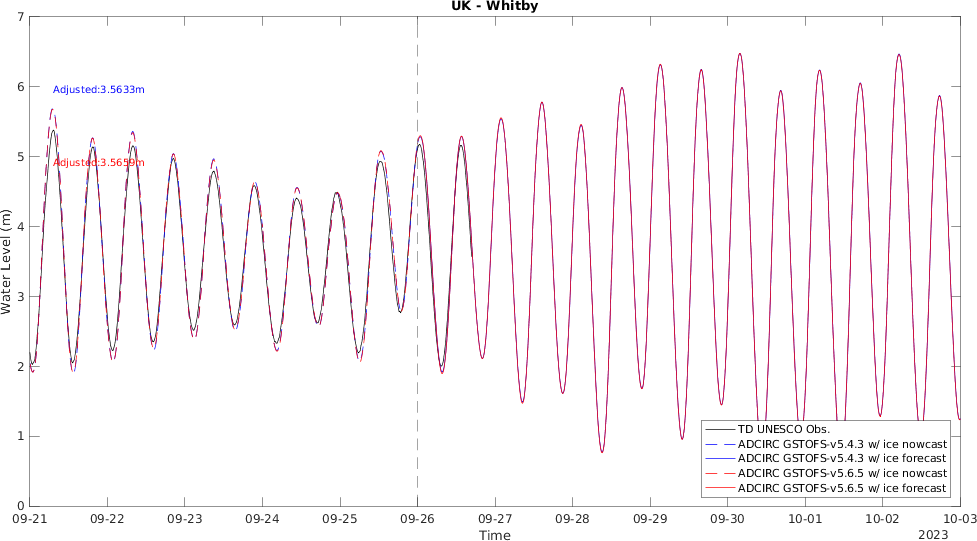 UK - Whitby
7
6
5
4
3
2
1
0
Water Level (m)
Adjusted:3.5633m
Adjusted:3.5659m
TD UNESCO Obs.
ADCIRC GSTOFS-v5.4.3 w/ ice nowcast
ADCIRC GSTOFS-v5.4.3 w/ ice forecast
ADCIRC GSTOFS-v5.6.5 w/ ice nowcast
ADCIRC GSTOFS-v5.6.5 w/ ice forecast
09-21 09-22 09-23 09-24 09-25 09-26 09-27 09-28 09-29 09-30 10-01 10-02 10-03
Time
2023